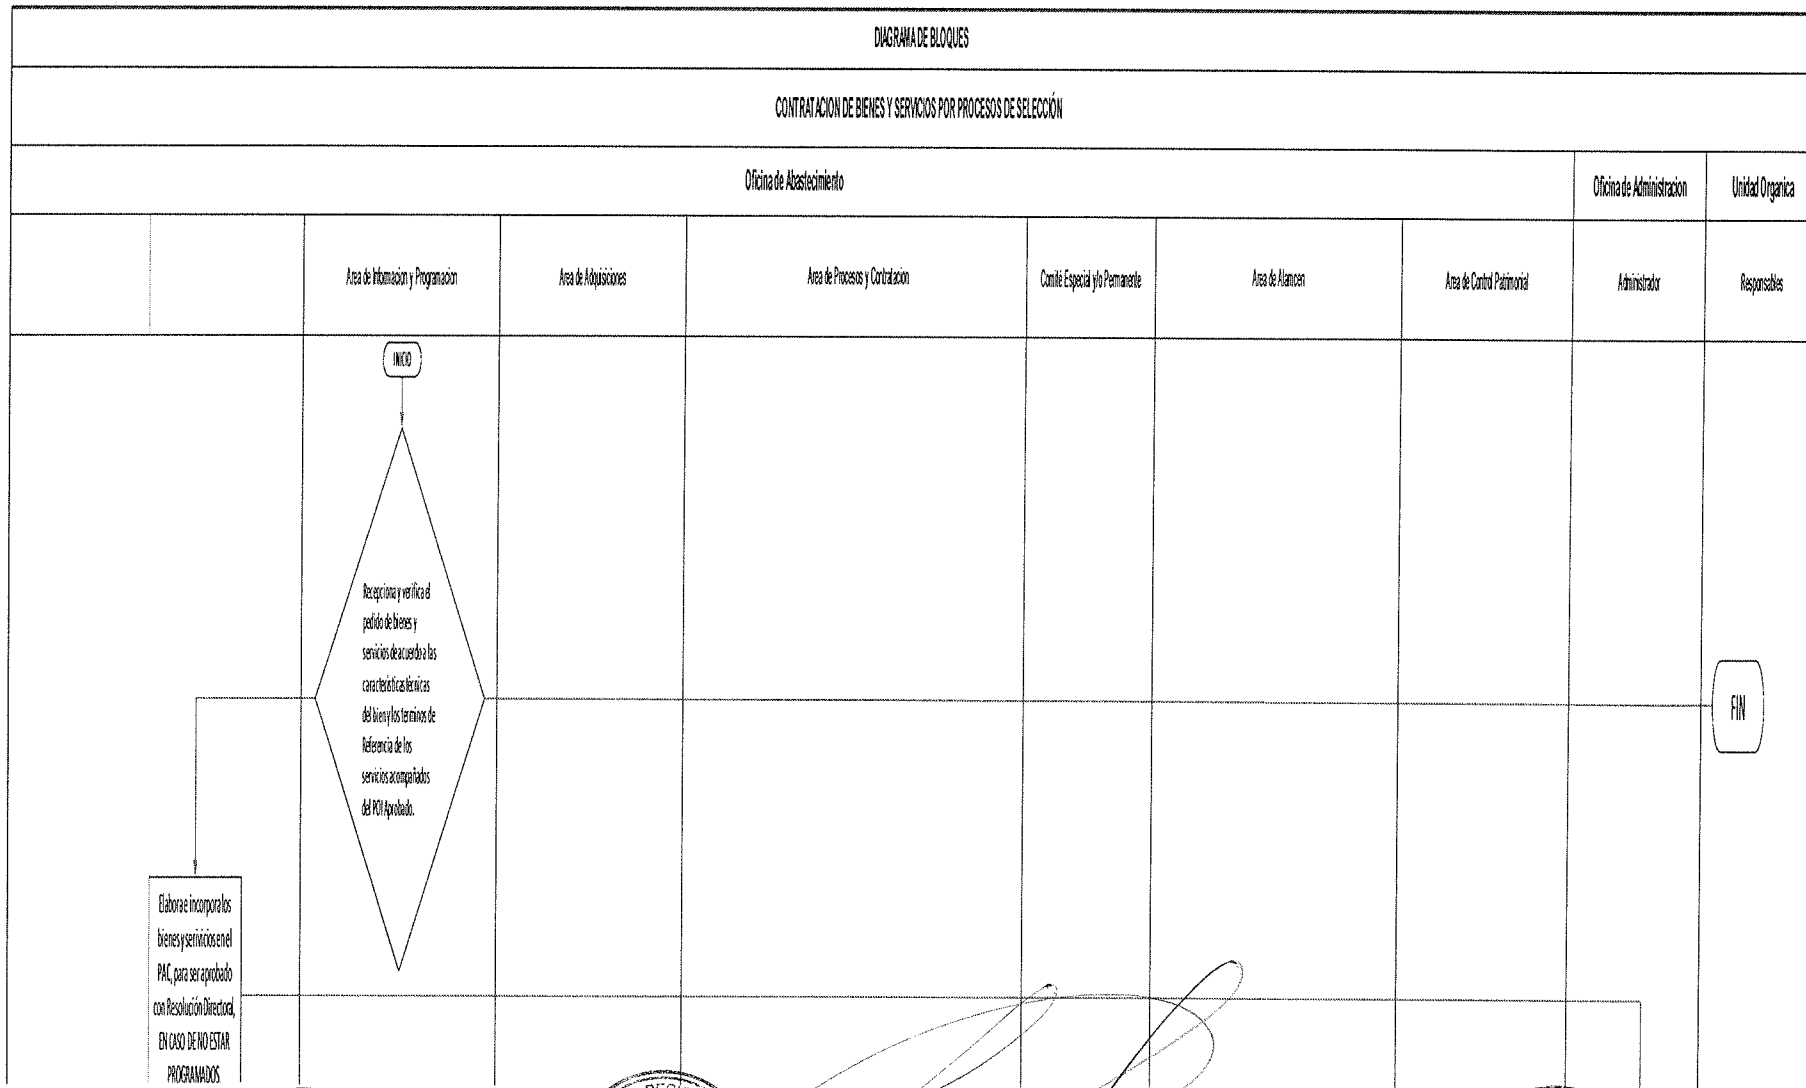 DIAGRAMA DE BLOQUES
CONTRATACION DE BIENES Y SERVICIOS POR PROCESOS DE SELECCIÓN
Oficina de Abastecimiento
Oficina de Administracion
Unidad Organica
Area de Informacion y Programacion
Area de Adquisiciones
Area de Procesos y Contratacion
Comité Especial y/o Permanente
Area de Alamcen
Area de Control Patrimonial
Administrador
Responsables
INICIO
Recepciona y verifica el
pedido de bienes y
servicios de acuerdo a las
caracteristicas técnicas
del bien y los terminos de
Referencia de los
servicios acompañados
del POI Aprobado.
FIN
Elabora e incorpora los
bienes y serivicios en el
PAC, para ser aprobado
con Resolución Directoral,
EN CASO DE NO ESTAR
PROGRAMADOS